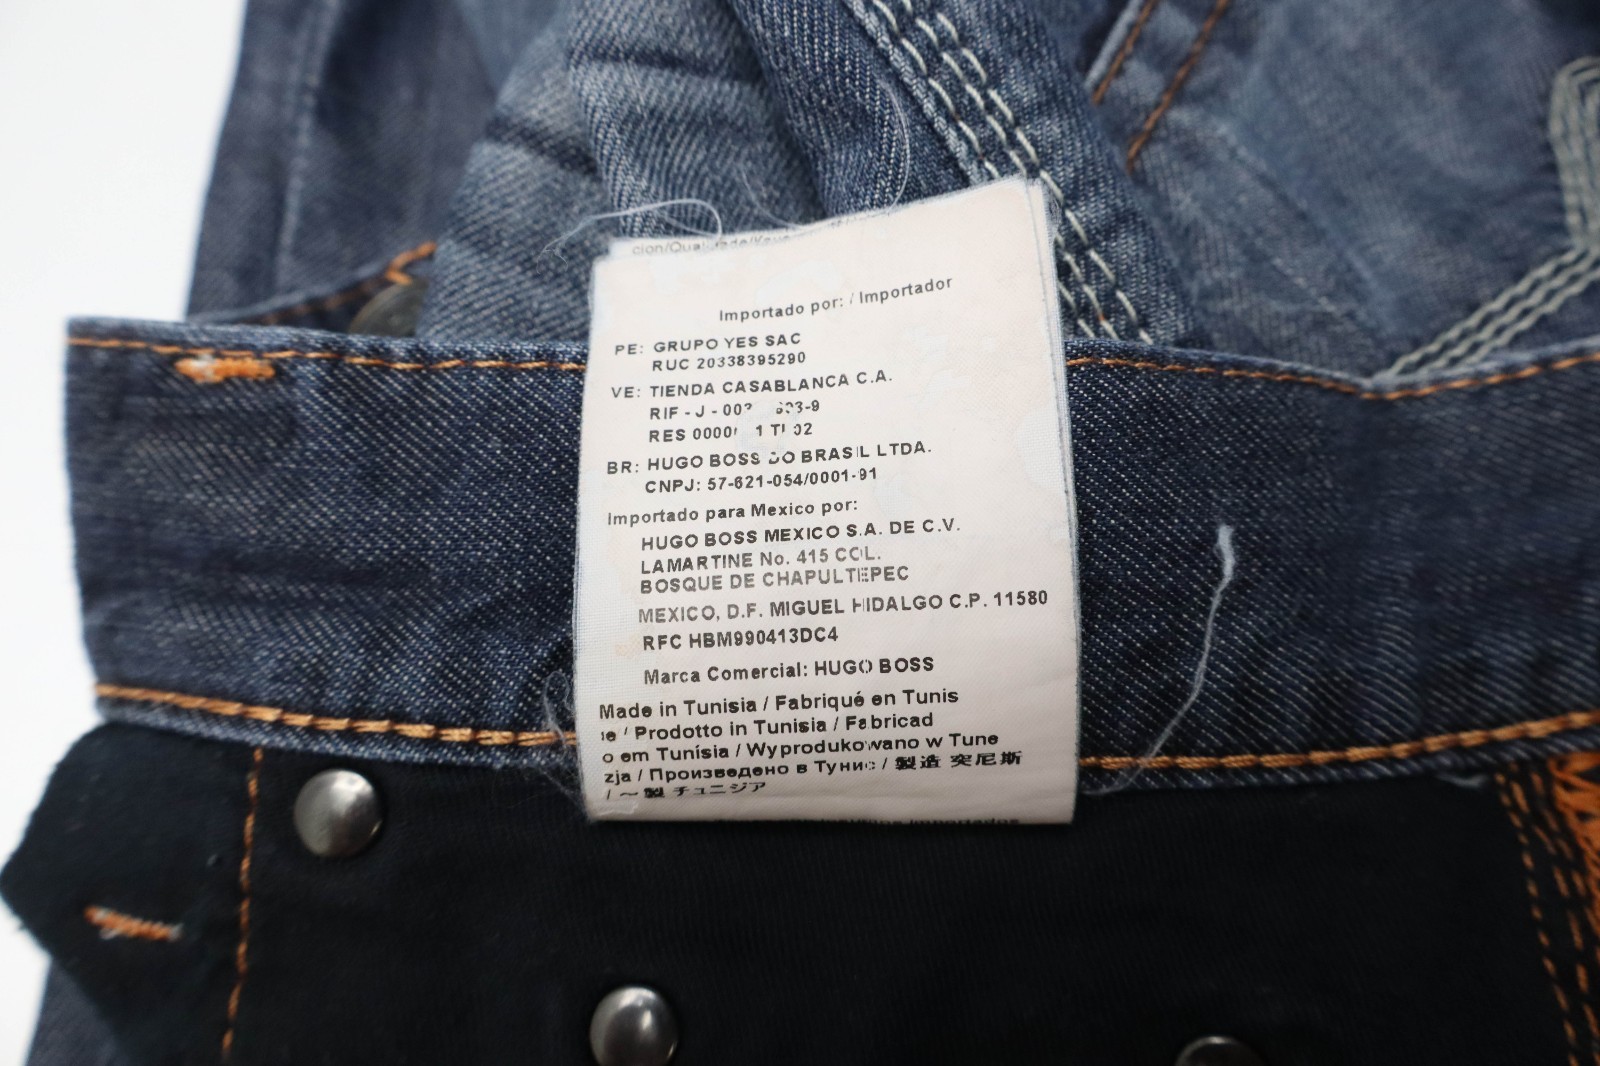 Importado por: / Importador
PE: GRUPO YES SAC
RUC 20338395290
VE: TIENDA CASABLANCA C.A.
RIF - J -
RES
BR: HUGO BOSS DO BRASIL LTDA.
CNPJ: 57-621-054/0001-91
Importado para Mexico por:
HUGO BOSS MEXICO S.A. DE C.V.
LAMARTINE No. 415 COL.
BOSQUE DE CHAPULTEPEC
MEXICO, D.F. MIGUEL HIDALGO C.P. 11580
RFC HBM990413DC4
Marca Comercial: HUGO BOSS
Made in Tunisia / Fabriqué en Tunis
ie / Prodotto in Tunisia / Fabricad
o em Tunísia / Wyprodukowano w Tune
zja / Произведено в Тунис / 製造 突尼斯
/ ～製 チュニジア
importados